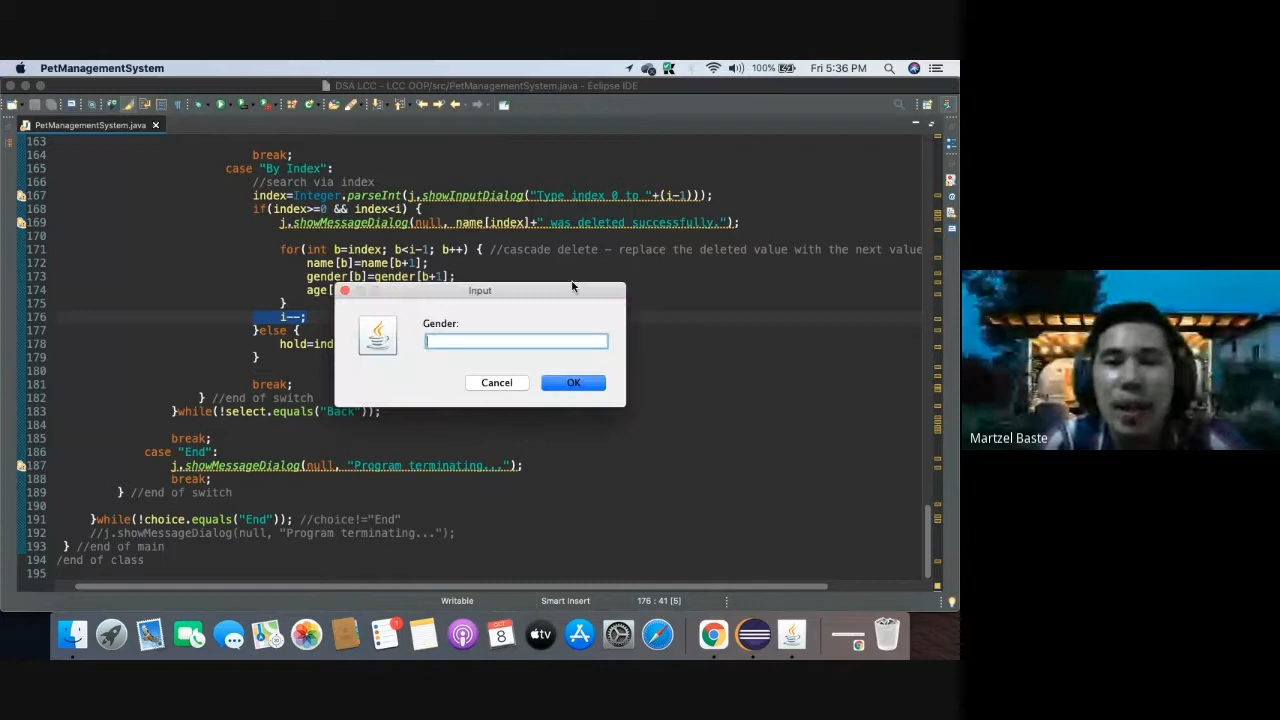 PetManagementSystem
100%
Fri 5:36 PM
DSA LCC - LCC OOP/src/PetManagementSystem.java - Eclipse IDE
PetManagementSystem.java
163
164 break;
165 case "By Index":
166 //search via index
167 index=Integer.parseInt(j.showInputDialog("Type index 0 to "+(i-1)));
168 if(index>=0 && index<i) {
169 j.showMessageDialog(null, name[index]+" was deleted successfully.");
170
171 for(int b=index; b<i-1; b++) { //cascade delete - replace the deleted value with the next value
172 name[b]=name[b+1];
173 gender[b]=gender[b+1];
174 age[
175 }
176 i--;
177 }else {
178 hold=ind
179 }
180
181 break;
182 } //end of switch
183 }while(!select.equals("Back"));
185 break;
186 case "End":
187 j.showMessageDialog(null, "Program terminating...");
188 break;
189 } //end of switch
190
191 }while(!choice.equals("End")); //choice!="End"
192 //j.showMessageDialog(null, "Program terminating...");
193 } //end of main
194 /end of class
195
Input
Gender:
Cancel
OK
Writable
Smart Insert
176 : 41 [5]
OCT
8
1
tv
Martzel Baste